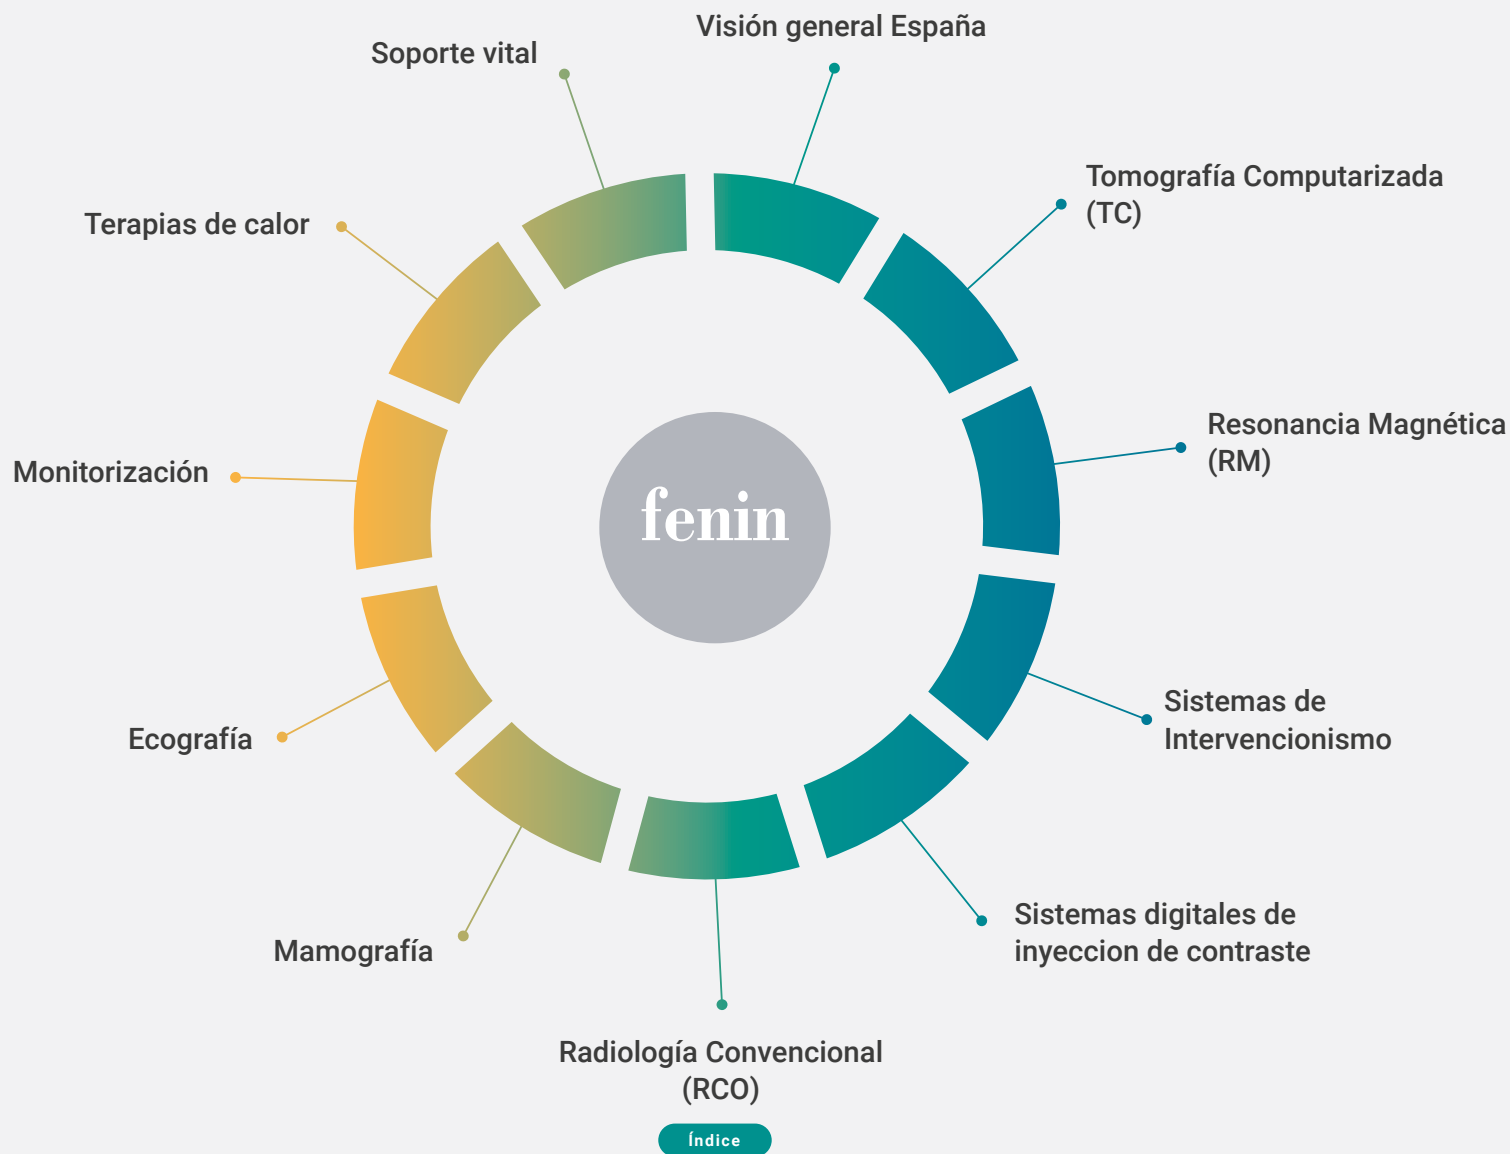 Visión general España
Soporte vital
Tomografía Computarizada
(TC)
Terapias de calor
Resonancia Magnética
(RM)
Monitorización
fenin
Sistemas de
Intervencionismo
Ecografía
Sistemas digitales de
inyeccion de contraste
Mamografía
Radiología Convencional
(RCO)
Índice